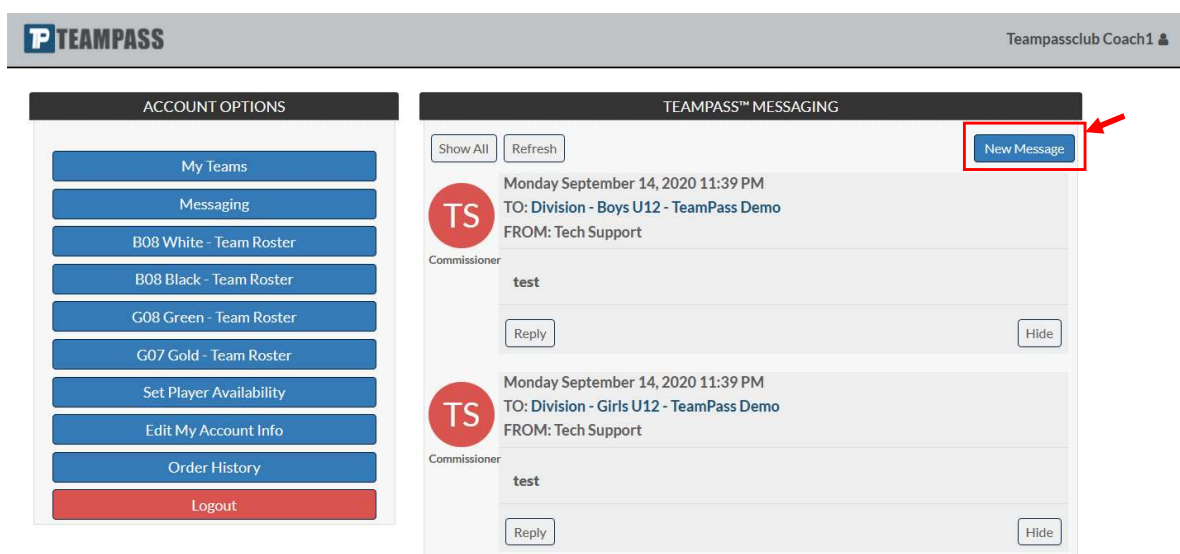 TP TEAMPASS
Teampassclub Coach1
ACCOUNT OPTIONS
My Teams
Messaging
B08 White - Team Roster
B08 Black - Team Roster
G08 Green - Team Roster
G07 Gold - Team Roster
Set Player Availability
Edit My Account Info
Order History
Logout
TEAMPASS™ MESSAGING
Show All Refresh New Message
Monday September 14, 2020 11:39 PM
TS TO: Division - Boys U12 - TeamPass Demo
FROM: Tech Support
Commissioner
test
Reply Hide
Monday September 14, 2020 11:39 PM
TS TO: Division - Girls U12 - TeamPass Demo
FROM: Tech Support
Commissioner
test
Reply Hide